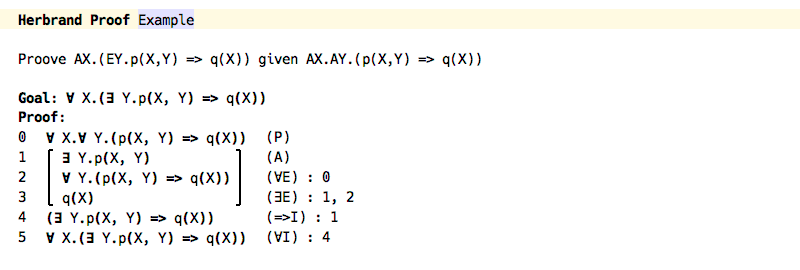 Herbrand Proof Example
Proove AX.(EY.p(X,Y) => q(X)) given AX.AY.(p(X,Y) => q(X))
Goal: ∀ X.(∃ Y.p(X, Y) => q(X))
Proof:
0 ∀ X.∀ Y.(p(X, Y) => q(X)) (P)
1 ∃ Y.p(X, Y) (A)
2 ∀ Y.(p(X, Y) => q(X)) (∀E) : 0
3 q(X) (∃E) : 1, 2
4 (∃ Y.p(X, Y) => q(X)) (=>I) : 1
5 ∀ X.(∃ Y.p(X, Y) => q(X)) (∀I) : 4